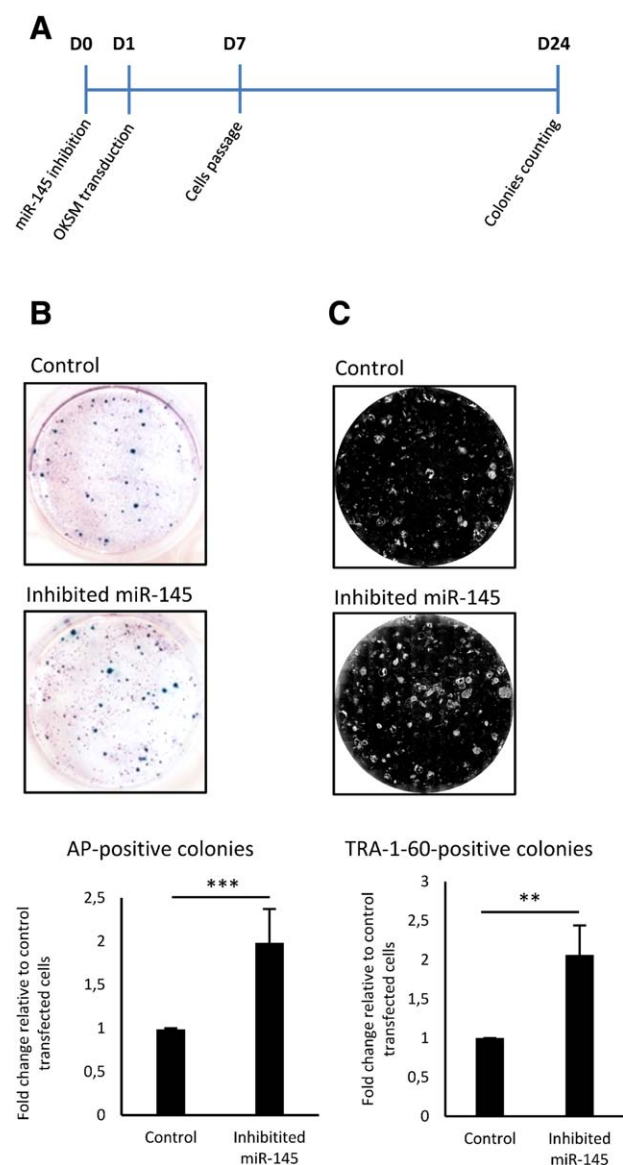 A
D0 D1 D7 D24
miR-145 inhibition
OKSM transduction
Cells passage
Colonies counting
B
Control
Inhibited miR-145
AP-positive colonies
Fold change relative to control
transfected cells
2,5
2
1,5
1
0,5
0
***
Control
Inhibitited
miR-145
C
Control
Inhibited miR-145
TRA-1-60-positive colonies
Fold change relative to control
transfected cells
3
2,5
2
1,5
1
0,5
0
**
Control
Inhibitited
miR-145